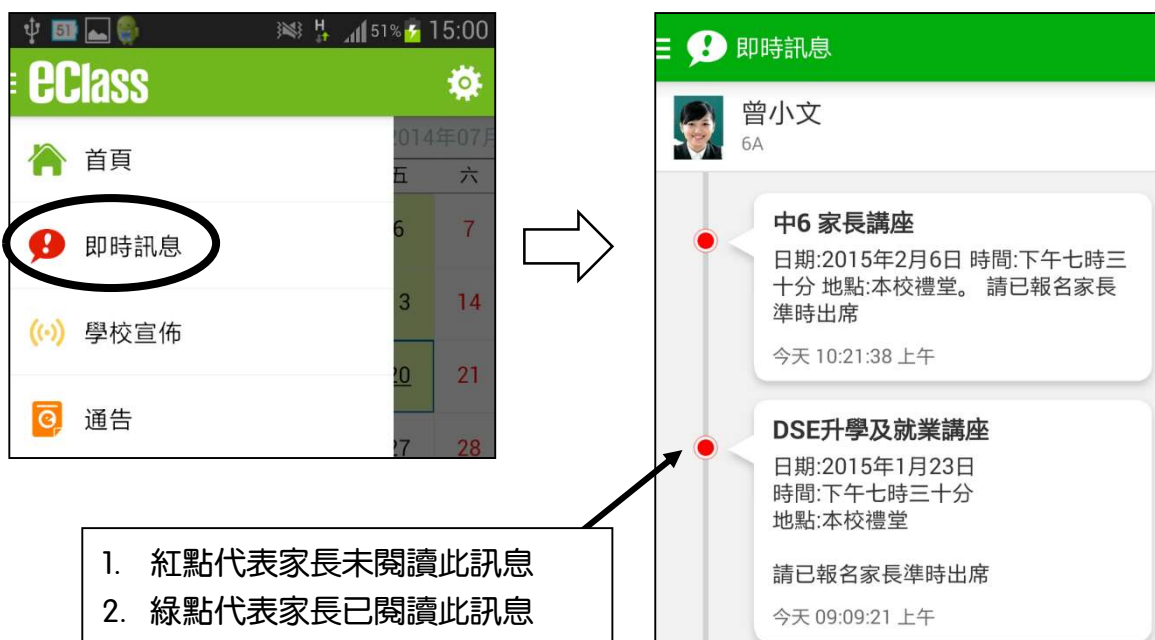 51 H 51% 15:00
eClass
2014年07月
首頁
五 六
即時訊息
6 7
3 14
學校宣佈
20 21
通告
27 28
即時訊息
曾小文
6A
中6 家長講座
日期:2015年2月6日 時間:下午七時三
十分 地點:本校禮堂。 請已報名家長
準時出席
今天 10:21:38 上午
DSE升學及就業講座
日期:2015年1月23日
時間:下午七時三十分
地點:本校禮堂
請已報名家長準時出席
今天 09:09:21 上午
1. 紅點代表家長未閱讀此訊息
2. 綠點代表家長已閱讀此訊息